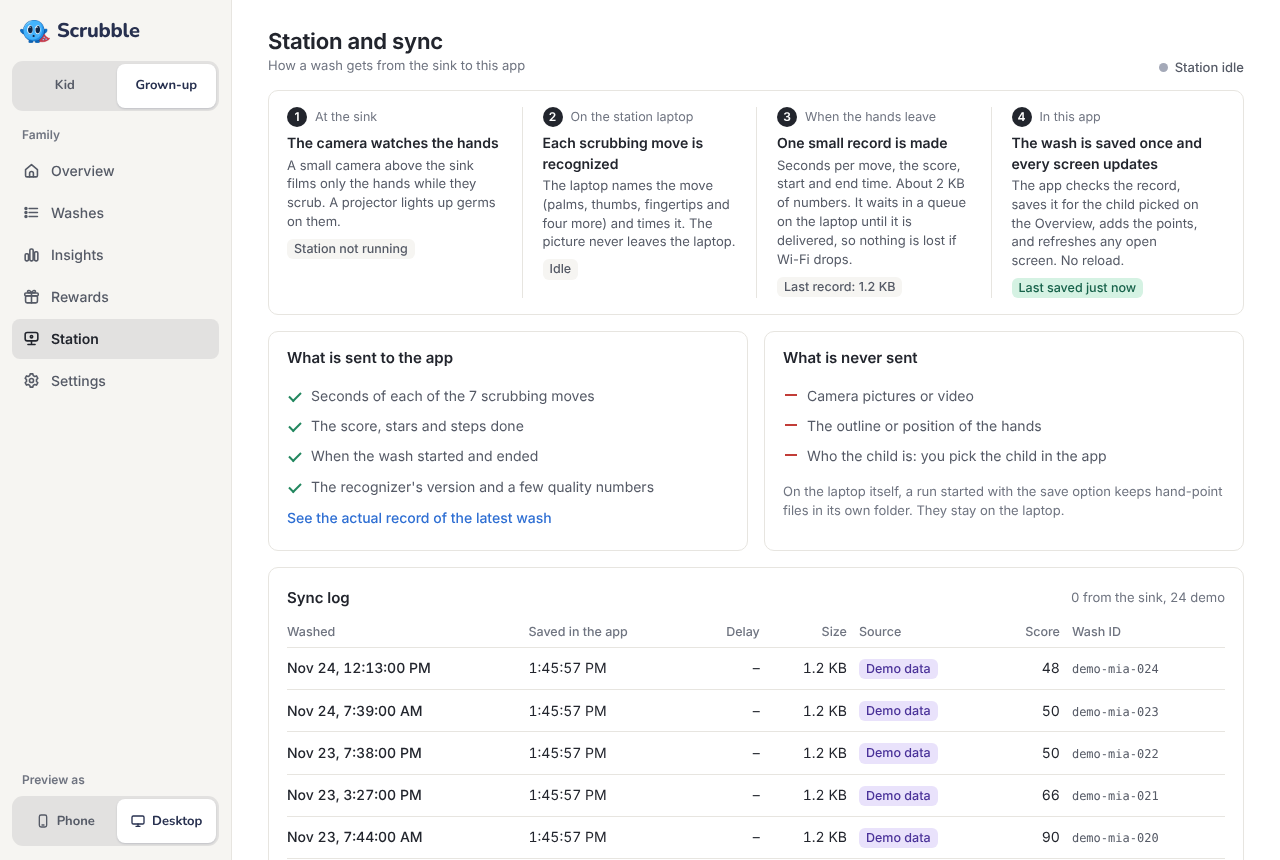 Scrubble
Kid
Grown-up
Family
Overview
Washes
Insights
Rewards
Station
Settings
Preview as
Phone
Desktop
Station and sync
How a wash gets from the sink to this app
Station idle
1 At the sink
The camera watches the hands
A small camera above the sink
films only the hands while they
scrub. A projector lights up germs
on them.
Station not running
2 On the station laptop
Each scrubbing move is
recognized
The laptop names the move
(palms, thumbs, fingertips and
four more) and times it. The
picture never leaves the laptop.
Idle
3 When the hands leave
One small record is made
Seconds per move, the score,
start and end time. About 2 KB
of numbers. It waits in a queue
on the laptop until it is
delivered, so nothing is lost if
Wi-Fi drops.
Last record: 1.2 KB
4 In this app
The wash is saved once and
every screen updates
The app checks the record,
saves it for the child picked on
the Overview, adds the points,
and refreshes any open
screen. No reload.
Last saved just now
What is sent to the app
Seconds of each of the 7 scrubbing moves
The score, stars and steps done
When the wash started and ended
The recognizer's version and a few quality numbers
See the actual record of the latest wash
What is never sent
Camera pictures or video
The outline or position of the hands
Who the child is: you pick the child in the app
On the laptop itself, a run started with the save option keeps hand-point
files in its own folder. They stay on the laptop.
Sync log
0 from the sink, 24 demo
Washed Saved in the app Delay Size Source Score Wash ID
Nov 24, 12:13:00 PM 1:45:57 PM – 1.2 KB Demo data 48 demo-mia-024
Nov 24, 7:39:00 AM 1:45:57 PM – 1.2 KB Demo data 50 demo-mia-023
Nov 23, 7:38:00 PM 1:45:57 PM – 1.2 KB Demo data 50 demo-mia-022
Nov 23, 3:27:00 PM 1:45:57 PM – 1.2 KB Demo data 66 demo-mia-021
Nov 23, 7:44:00 AM 1:45:57 PM – 1.2 KB Demo data 90 demo-mia-020